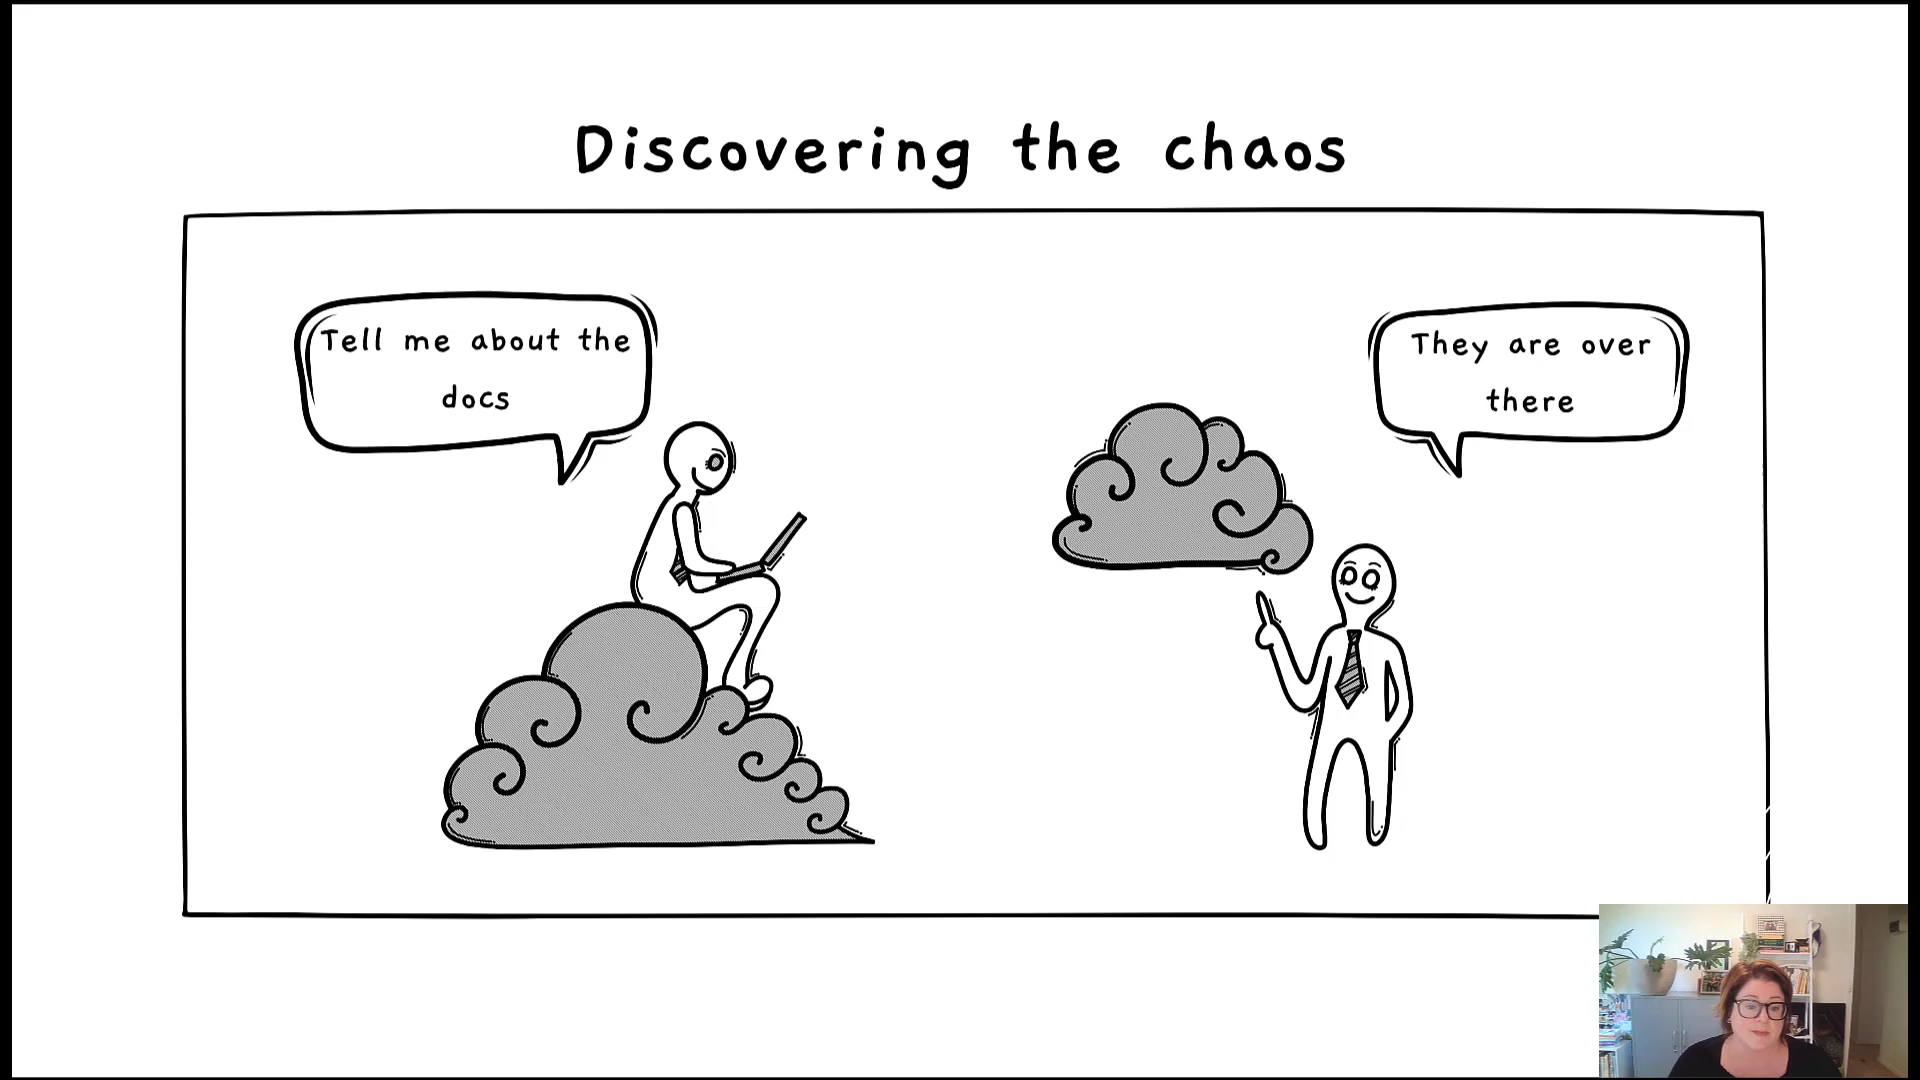 Discovering the chaos
Tell me about the
docs
They are over
there